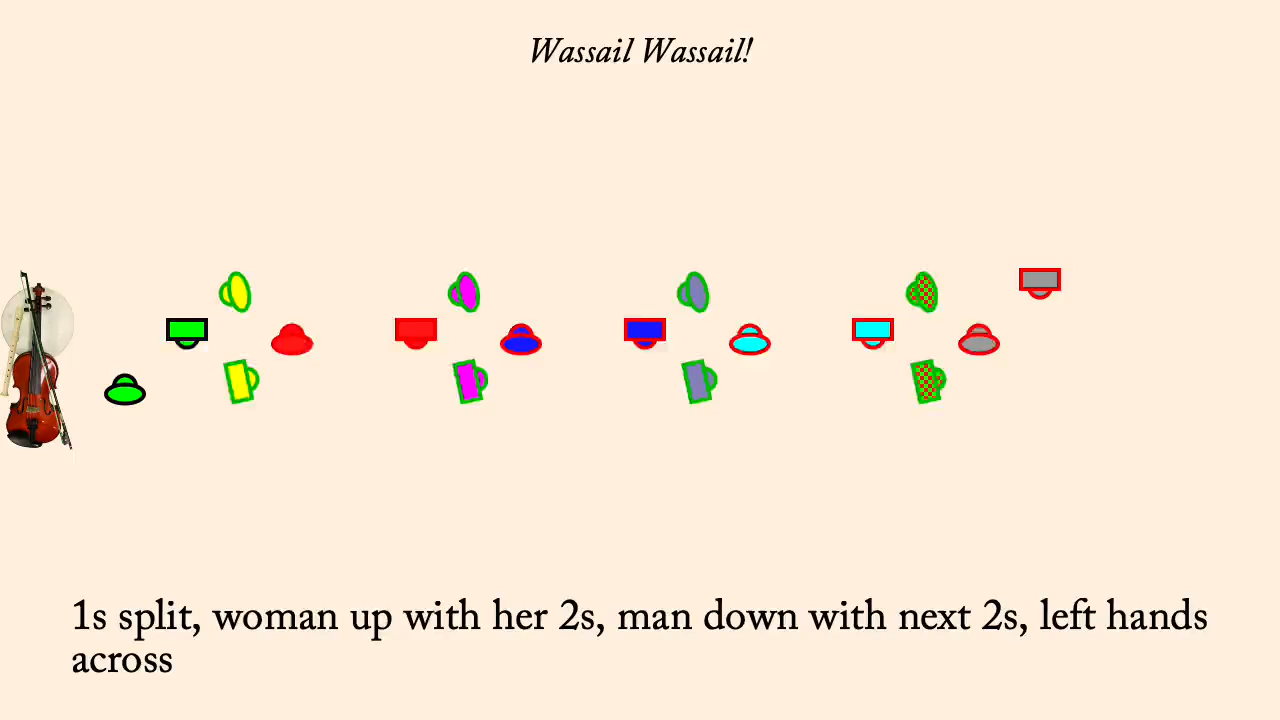 Wassail Wassail!
1s split, woman up with her 2s, man down with next 2s, left hands
across